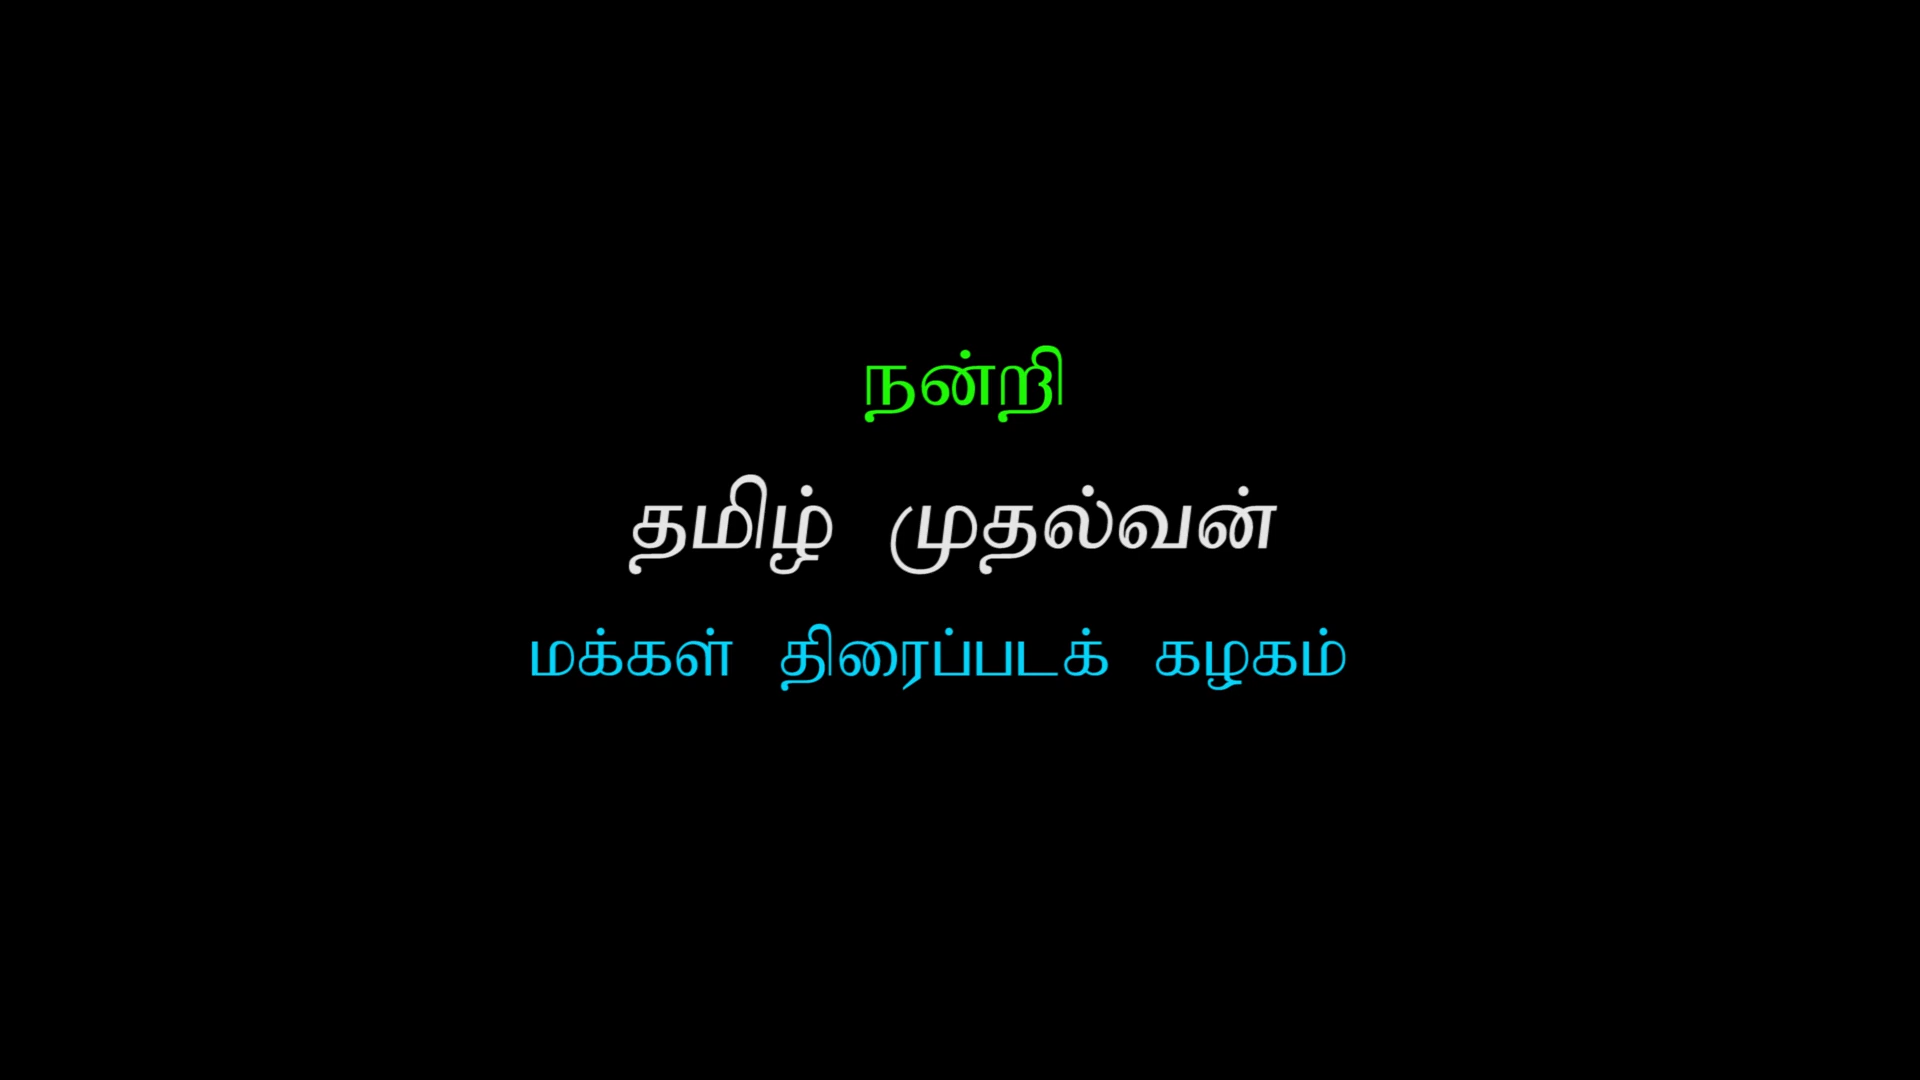 நன்றி
தமிழ் முதல்வன்
மக்கள் திரைப்படக் கழகம்